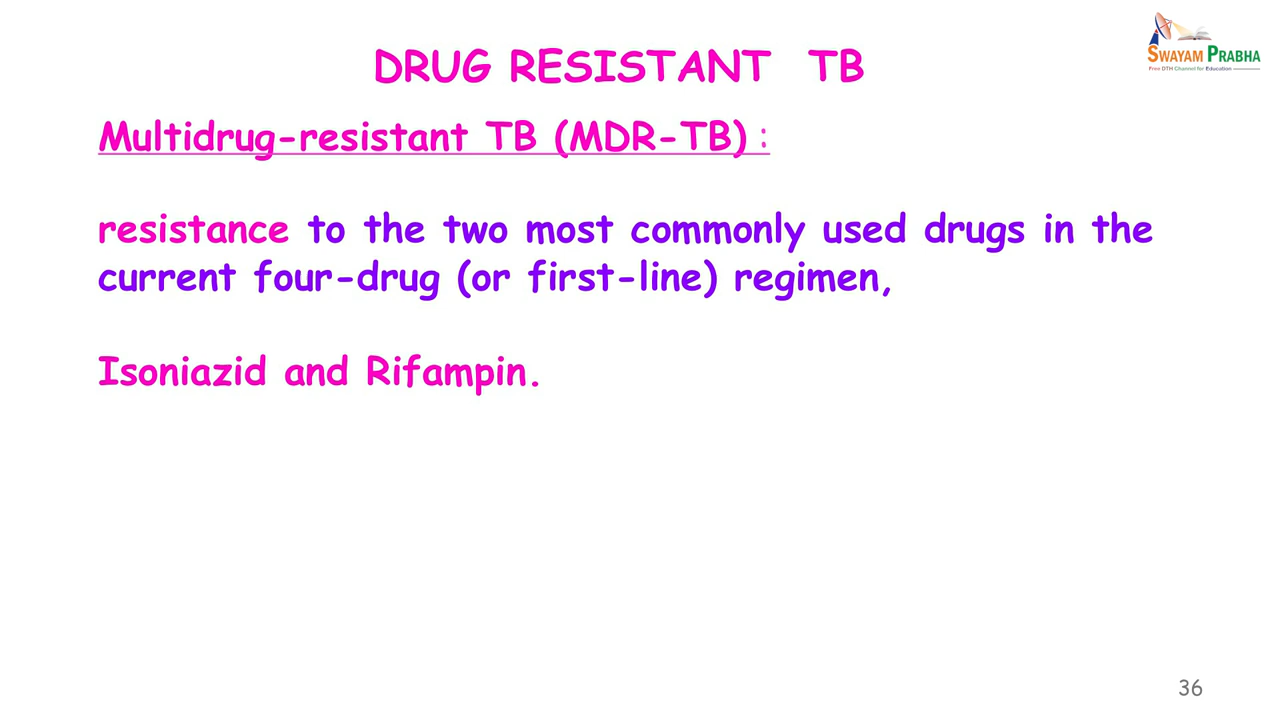 DRUG RESISTANT TB
SWAYAM PRABHA
Free DTH Channel for Education
Multidrug-resistant TB (MDR-TB) :
resistance to the two most commonly used drugs in the
current four-drug (or first-line) regimen,
Isoniazid and Rifampin.
36